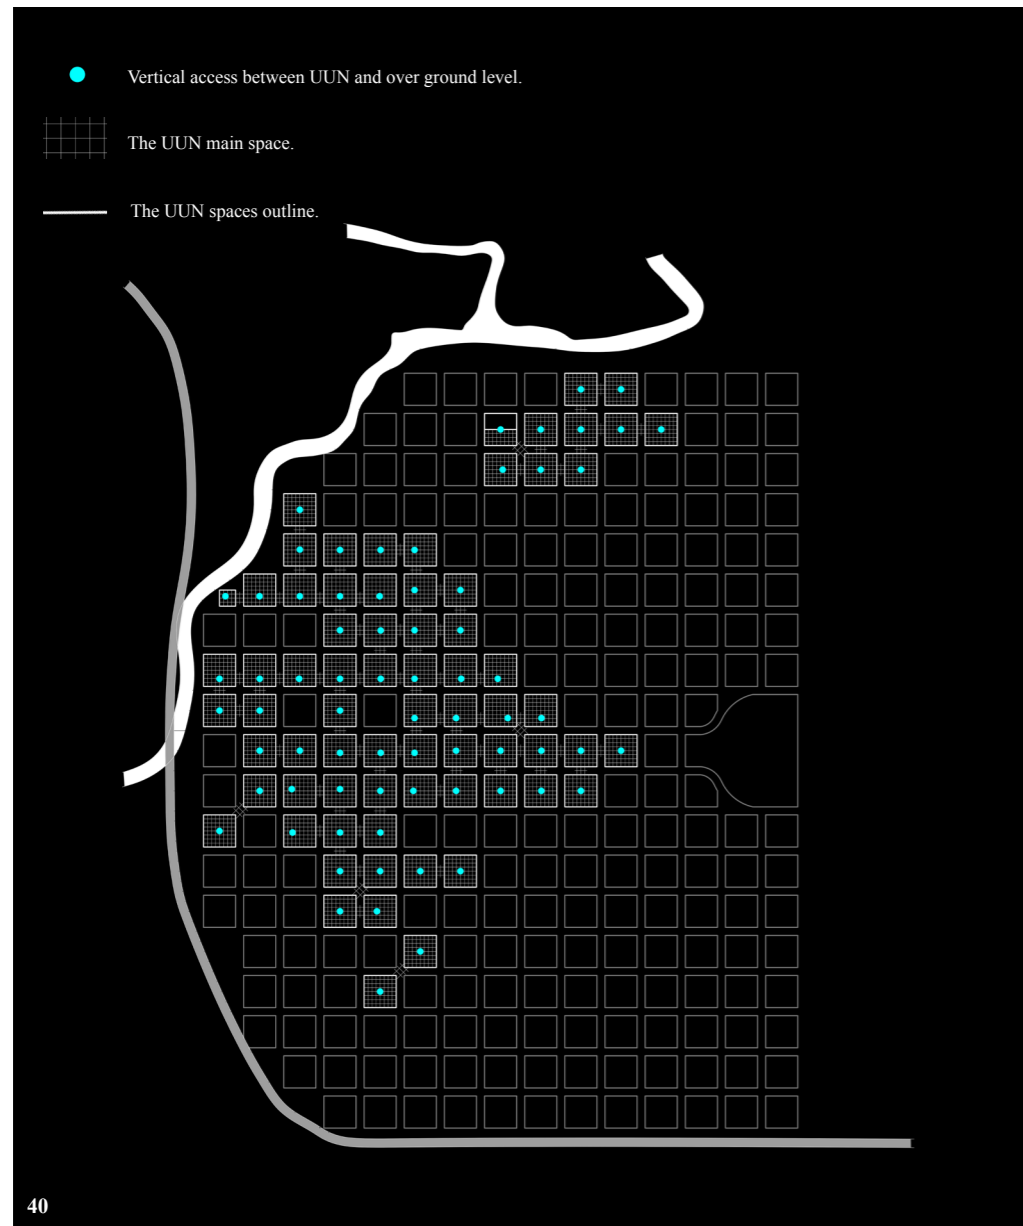 Vertical access between UUN and over ground level.
The UUN main space.
The UUN spaces outline.
40